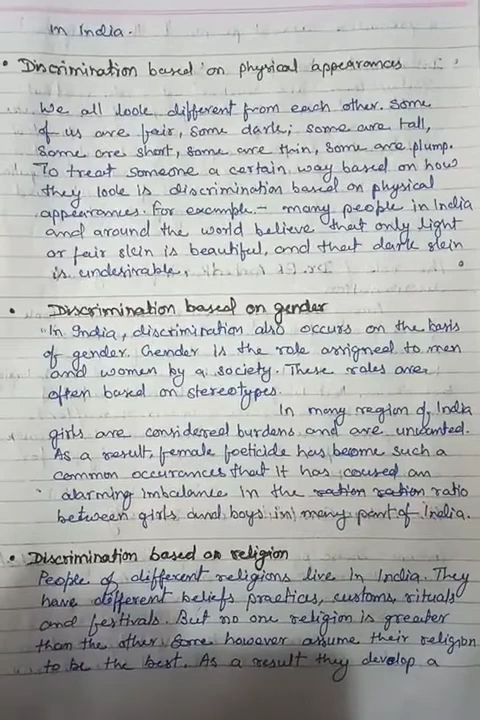 in India.
• Discrimination based on physical appearances
We all look different from each other. Some
of us are fair, some dark; some are tall,
some are short, some are thin, some are plump.
To treat someone a certain way based on how
they look is discrimination based on physical
appearances. For example - many people in India
and around the world believe that only light
or fair skin is beautiful, and that dark skin
is undesirable.
• Discrimination based on gender
In India, discrimination also occurs on the basis
of gender. Gender is the role assigned to men
and women by a society. These roles are
often based on stereotypes.
In many region of India
girls are considered burdens and are unwanted.
As a result, female foeticide has become such a
common occurances that it has caused an
alarming imbalance in the ration ration ratio
between girls and boys in many part of India.
• Discrimination based on religion
People of different religions live in India. They
have different beliefs practices, customs, rituals
and festivals. But no one religion is greater
than the other. Some however assume their religion
to be the best. As a result they develop a